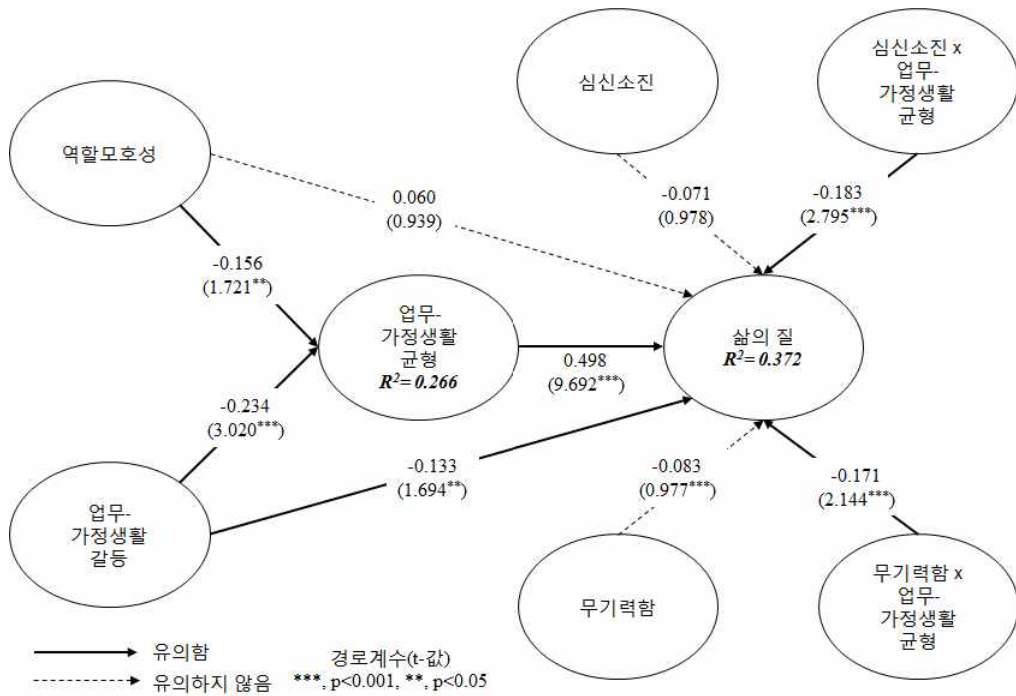 심신소진
심신소진 x
업무-
가정생활
균형
역할모호성
0.060
(0.939)
-0.071
(0.978)
-0.183
(2.795***)
-0.156
(1.721**)
업무-
가정생활
균형
R²= 0.266
0.498
(9.692***)
삶의 질
R²= 0.372
-0.234
(3.020***)
-0.133
(1.694**)
-0.083
(0.977***)
-0.171
(2.144***)
업무-
가정생활
갈등
무기력함
무기력함 x
업무-
가정생활
균형
유의함
유의하지 않음
경로계수(t-값)
***, p<0.001, **, p<0.05